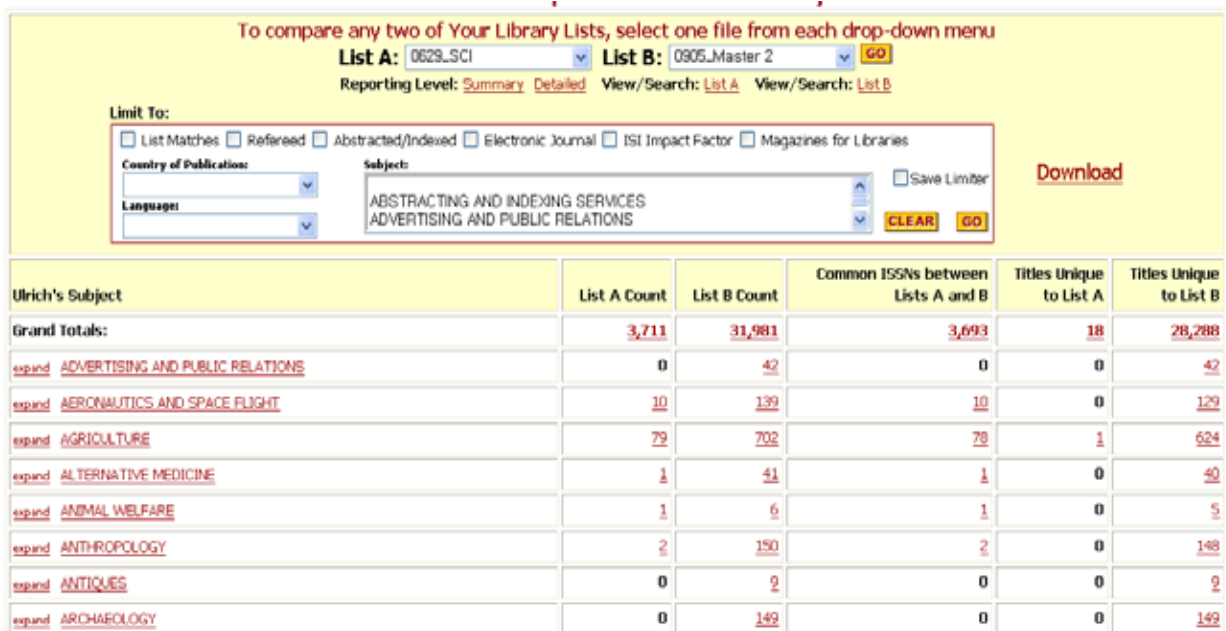 To compare any two of Your Library Lists, select one file from each drop-down menu
List A: 0629_SCI List B: 0905_Master 2 GO
Reporting Level: Summary Detailed View/Search: List A View/Search: List B
Limit To:
List Matches Refereed Abstracted/Indexed Electronic Journal ISI Impact Factor Magazines for Libraries
Country of Publication: Subject:
Save Limiter Download
ABSTRACTING AND INDEXING SERVICES
Language:
ADVERTISING AND PUBLIC RELATIONS CLEAR GO
Common ISSNs between Titles Unique Titles Unique
Ulrich's Subject List A Count List B Count Lists A and B to List A to List B
Grand Totals: 3,711 31,981 3,693 18 28,288
expand ADVERTISING AND PUBLIC RELATIONS 0 42 0 0 42
expand AERONAUTICS AND SPACE FLIGHT 10 139 10 0 129
expand AGRICULTURE 79 702 78 1 624
expand ALTERNATIVE MEDICINE 1 41 1 0 40
expand ANIMAL WELFARE 1 6 1 0 5
expand ANTHROPOLOGY 2 150 2 0 148
expand ANTIQUES 0 9 0 0 9
expand ARCHAEOLOGY 0 149 0 0 149